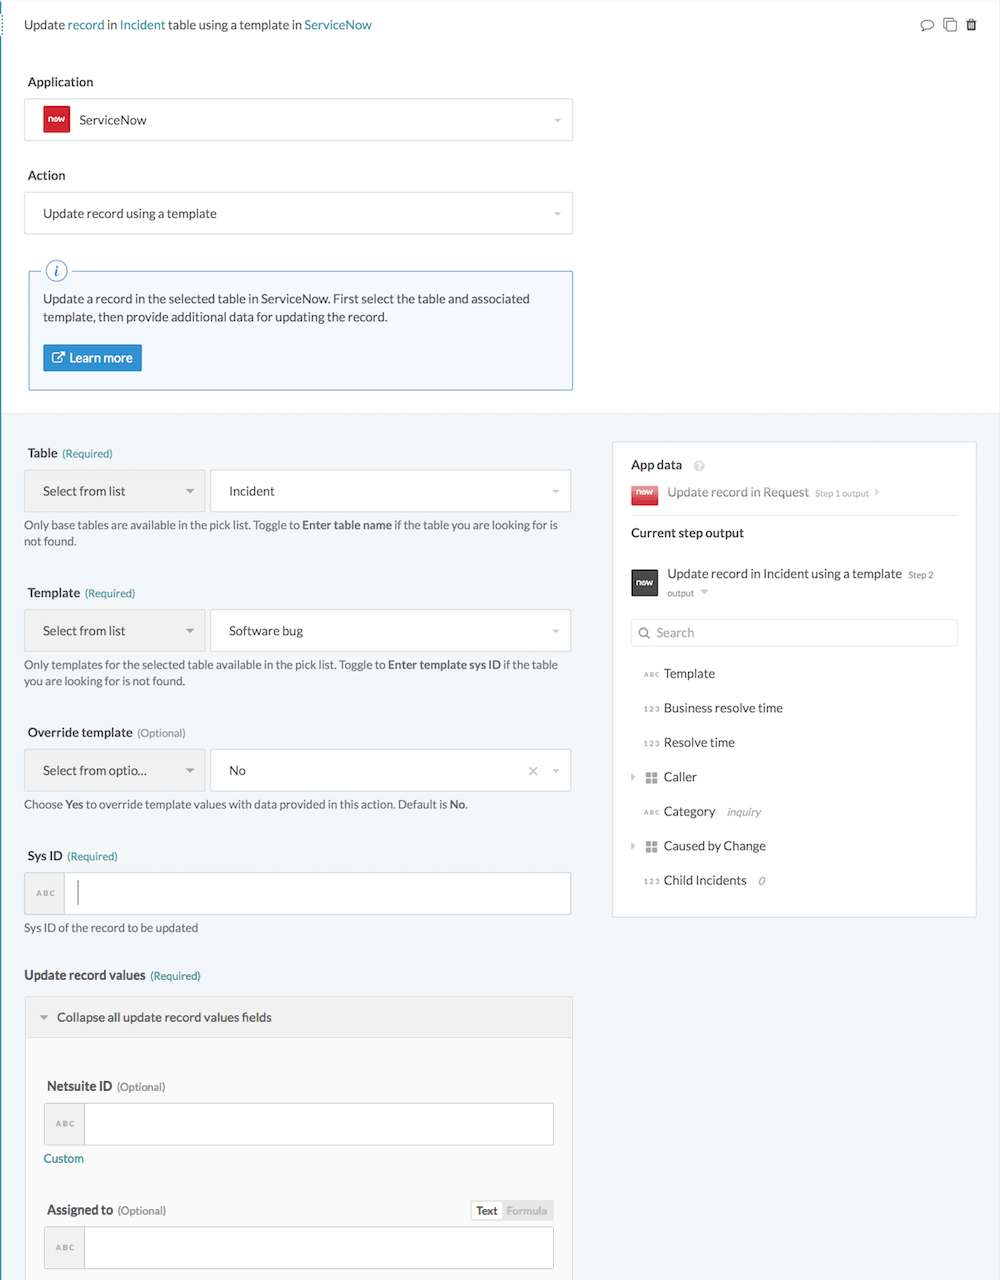 Update record in Incident table using a template in ServiceNow
Application
now
ServiceNow
Action
Update record using a template
i
Update a record in the selected table in ServiceNow. First select the table and associated
template, then provide additional data for updating the record.
Learn more
Table (Required)
Select from list
Incident
Only base tables are available in the pick list. Toggle to Enter table name if the table you are looking for is
not found.
Template (Required)
Select from list
Software bug
Only templates for the selected table available in the pick list. Toggle to Enter template sys ID if the table
you are looking for is not found.
Override template (Optional)
Select from optio...
No
Choose Yes to override template values with data provided in this action. Default is No.
Sys ID (Required)
ABC
Sys ID of the record to be updated
Update record values (Required)
Collapse all update record values fields
Netsuite ID (Optional)
ABC
Custom
Assigned to (Optional)
Text Formula
ABC
App data ?
now
Update record in Request Step 1 output
Current step output
now
Update record in Incident using a template Step 2
output
Search
ABC Template
123 Business resolve time
123 Resolve time
Caller
ABC Category inquiry
Caused by Change
123 Child Incidents 0